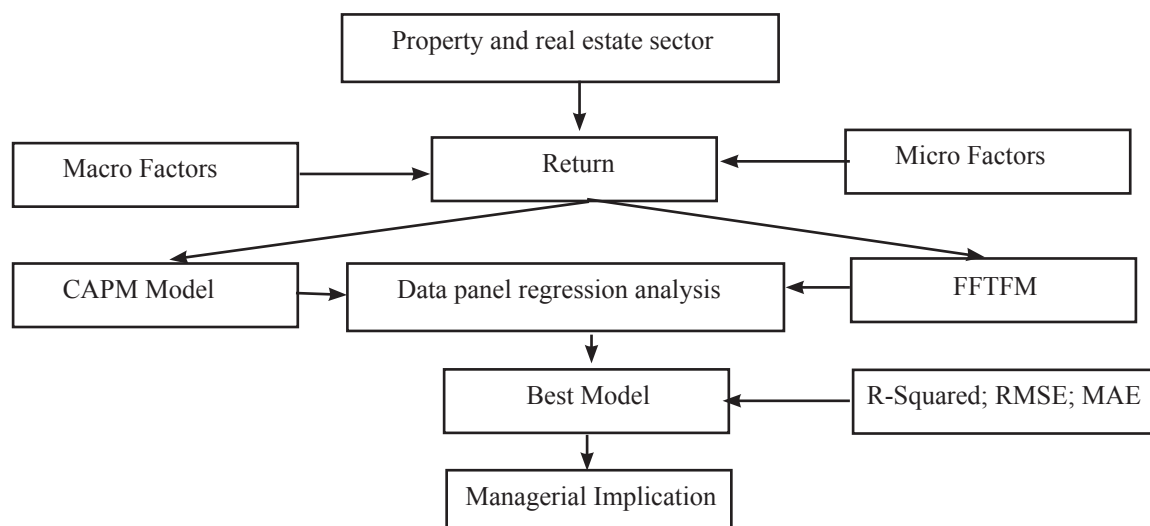 Property and real estate sector
Macro Factors
Return
Micro Factors
CAPM Model
Data panel regression analysis
FFTFM
Best Model
R-Squared; RMSE; MAE
Managerial Implication